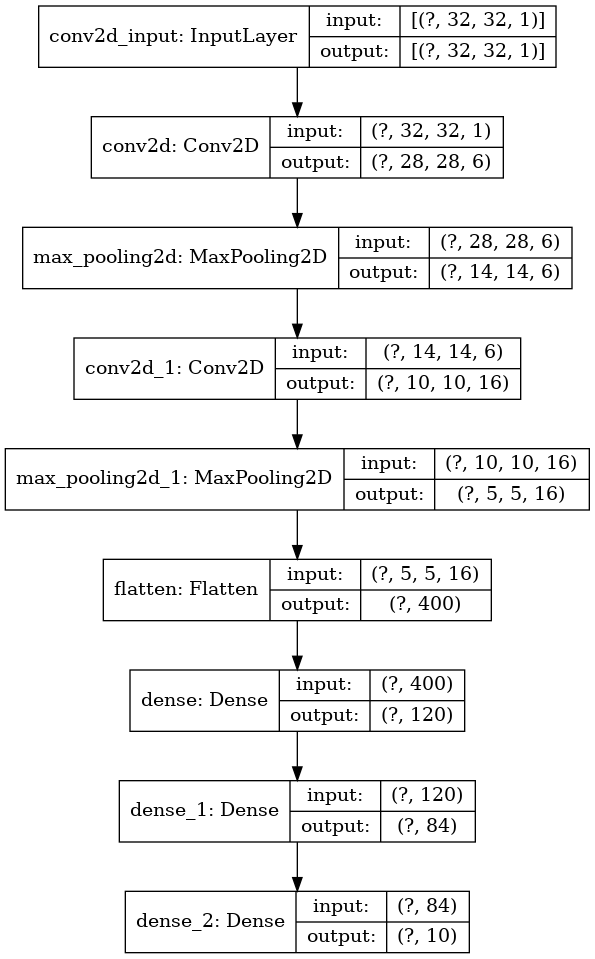 conv2d_input: InputLayer
input: [(?, 32, 32, 1)]
output: [(?, 32, 32, 1)]
conv2d: Conv2D
input: (?, 32, 32, 1)
output: (?, 28, 28, 6)
max_pooling2d: MaxPooling2D
input: (?, 28, 28, 6)
output: (?, 14, 14, 6)
conv2d_1: Conv2D
input: (?, 14, 14, 6)
output: (?, 10, 10, 16)
max_pooling2d_1: MaxPooling2D
input: (?, 10, 10, 16)
output: (?, 5, 5, 16)
flatten: Flatten
input: (?, 5, 5, 16)
output: (?, 400)
dense: Dense
input: (?, 400)
output: (?, 120)
dense_1: Dense
input: (?, 120)
output: (?, 84)
dense_2: Dense
input: (?, 84)
output: (?, 10)